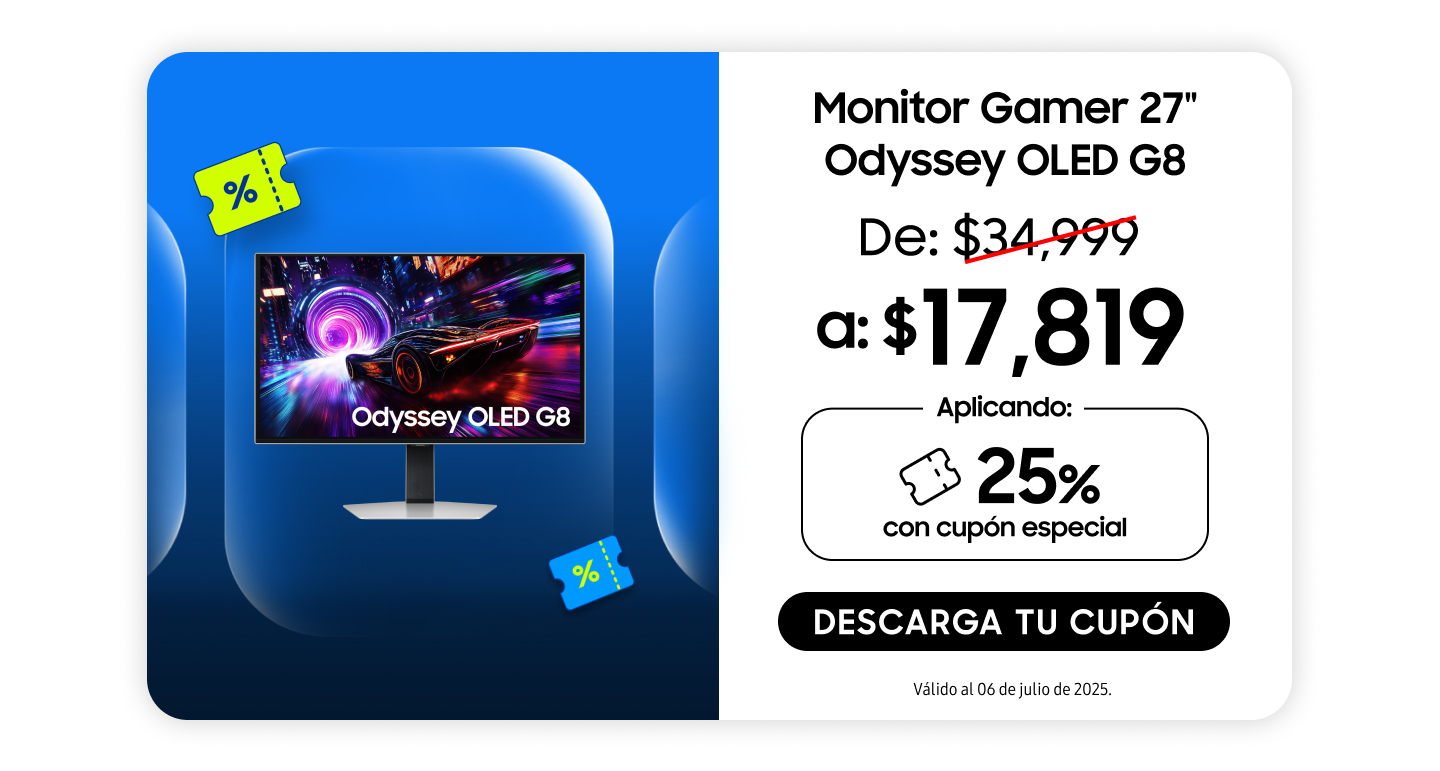 %
Odyssey OLED G8
%
Monitor Gamer 27"
Odyssey OLED G8
De: $34,999
a: $17,819
Aplicando:
25%
con cupón especial
DESCARGA TU CUPÓN
Válido al 06 de julio de 2025.